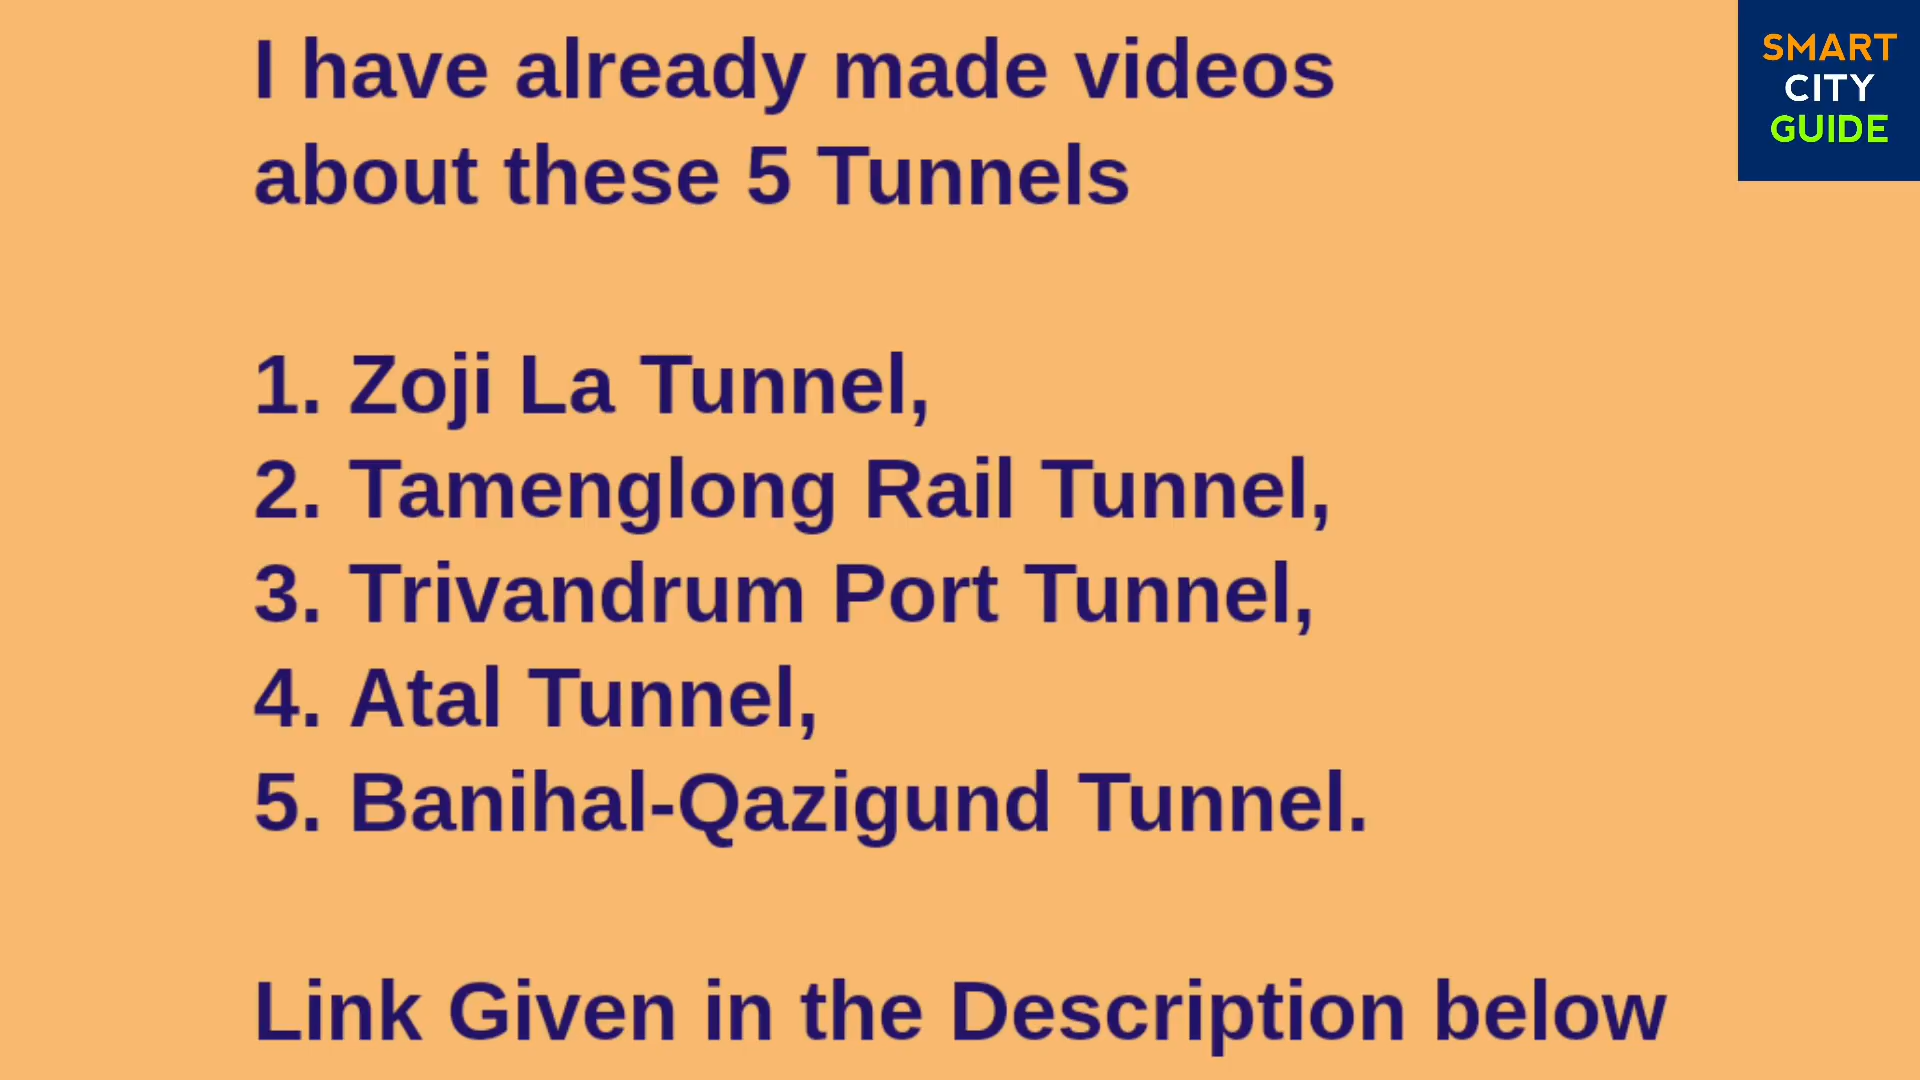 I have already made videos
about these 5 Tunnels
1. Zoji La Tunnel,
2. Tamenglong Rail Tunnel,
3. Trivandrum Port Tunnel,
4. Atal Tunnel,
5. Banihal-Qazigund Tunnel.
Link Given in the Description below
SMART
CITY
GUIDE